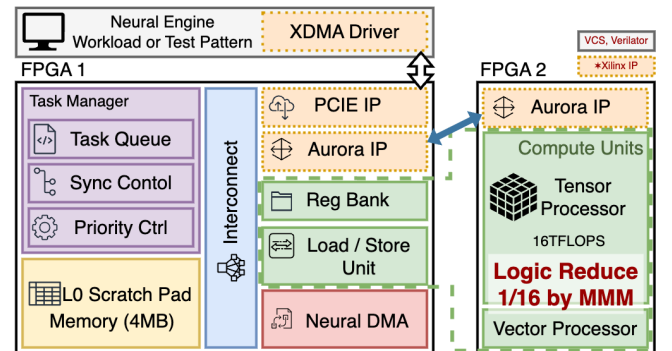 Neural Engine
Workload or Test Pattern
XDMA Driver
VCS, Verilator
✶Xilinx IP
FPGA 1
FPGA 2
Task Manager
Task Queue
Sync Contol
Priority Ctrl
L0 Scratch Pad
Memory (4MB)
Interconnect
PCIE IP
Aurora IP
Reg Bank
Load / Store
Unit
Neural DMA
Aurora IP
Compute Units
Tensor
Processor
16TFLOPS
Logic Reduce
1/16 by MMM
Vector Processor